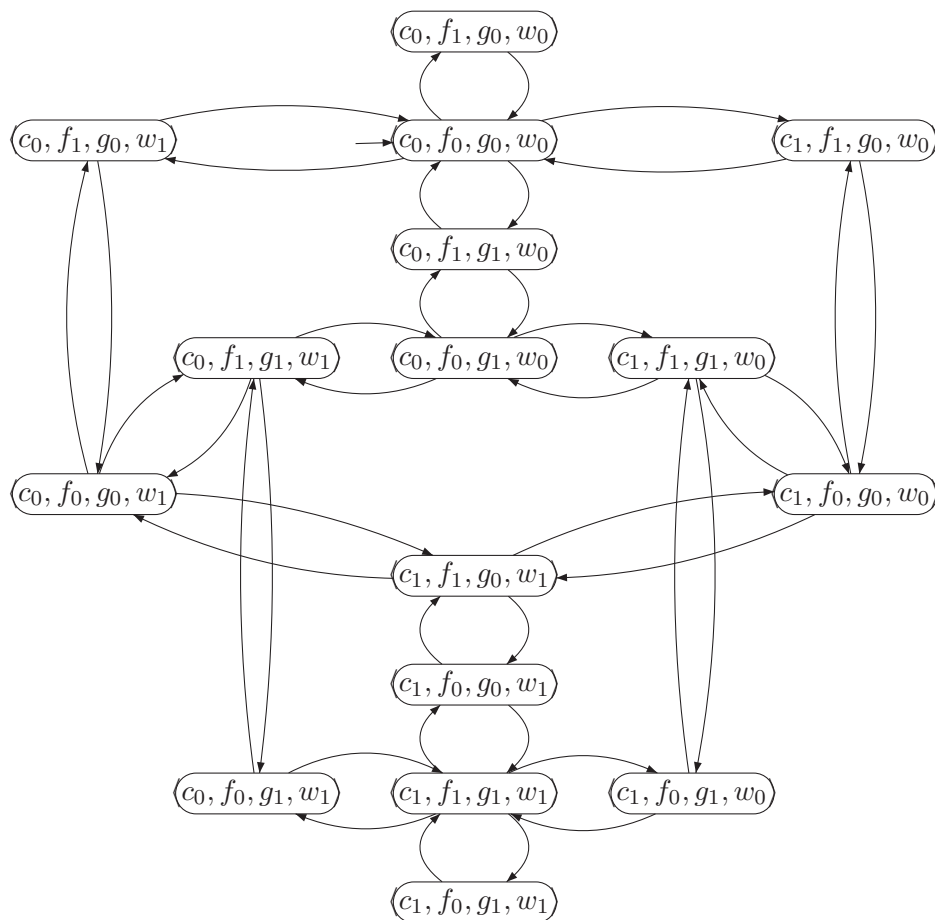 ⟨c₀, f₁, g₀, w₀⟩
⟨c₀, f₁, g₀, w₁⟩
⟨c₀, f₀, g₀, w₀⟩
⟨c₁, f₁, g₀, w₀⟩
⟨c₀, f₁, g₁, w₀⟩
⟨c₀, f₁, g₁, w₁⟩
⟨c₀, f₀, g₁, w₀⟩
⟨c₁, f₁, g₁, w₀⟩
⟨c₀, f₀, g₀, w₁⟩
⟨c₁, f₀, g₀, w₀⟩
⟨c₁, f₁, g₀, w₁⟩
⟨c₁, f₀, g₀, w₁⟩
⟨c₀, f₀, g₁, w₁⟩
⟨c₁, f₁, g₁, w₁⟩
⟨c₁, f₀, g₁, w₀⟩
⟨c₁, f₀, g₁, w₁⟩